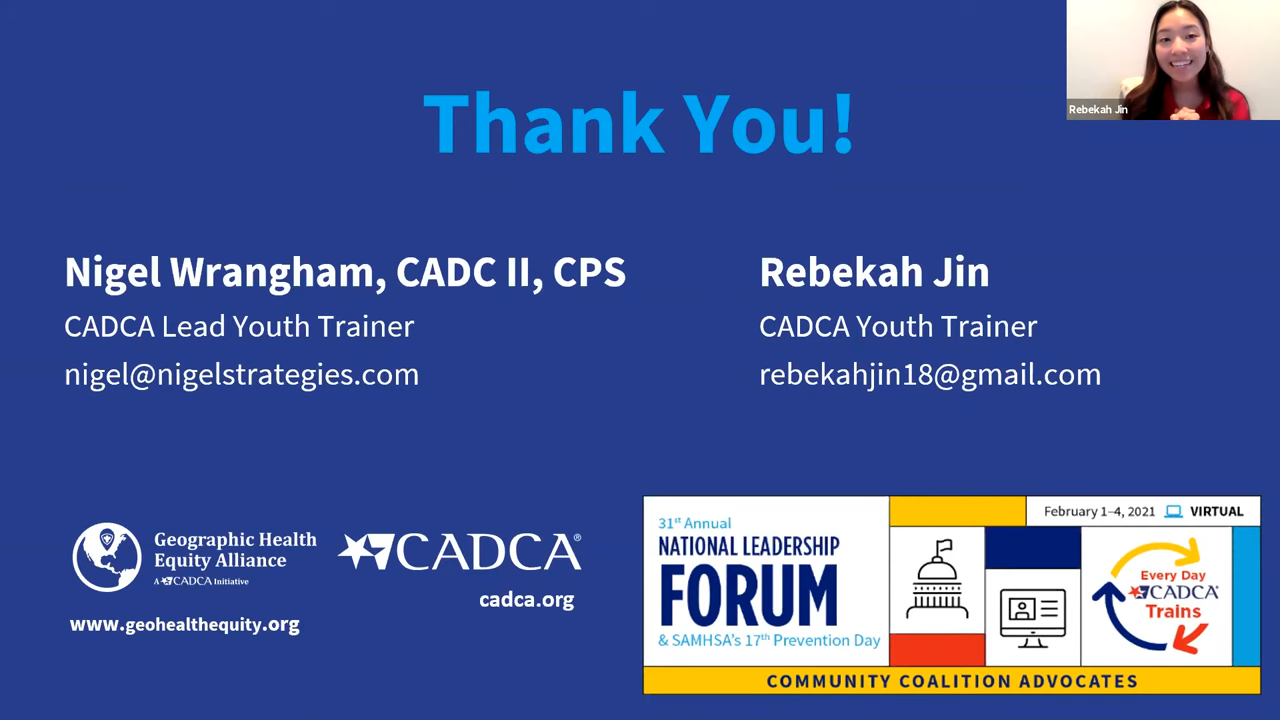 Rebekah Jin
Thank You!
Nigel Wrangham, CADC II, CPS
CADCA Lead Youth Trainer
nigel@nigelstrategies.com
Rebekah Jin
CADCA Youth Trainer
rebekahjin18@gmail.com
Geographic Health
Equity Alliance
A CADCA Initiative
www.geohealthequity.org
CADCA®
cadca.org
31st Annual
NATIONAL LEADERSHIP
FORUM
& SAMHSA's 17th Prevention Day
February 1–4, 2021 VIRTUAL
Every Day
CADCA®
Trains
COMMUNITY COALITION ADVOCATES